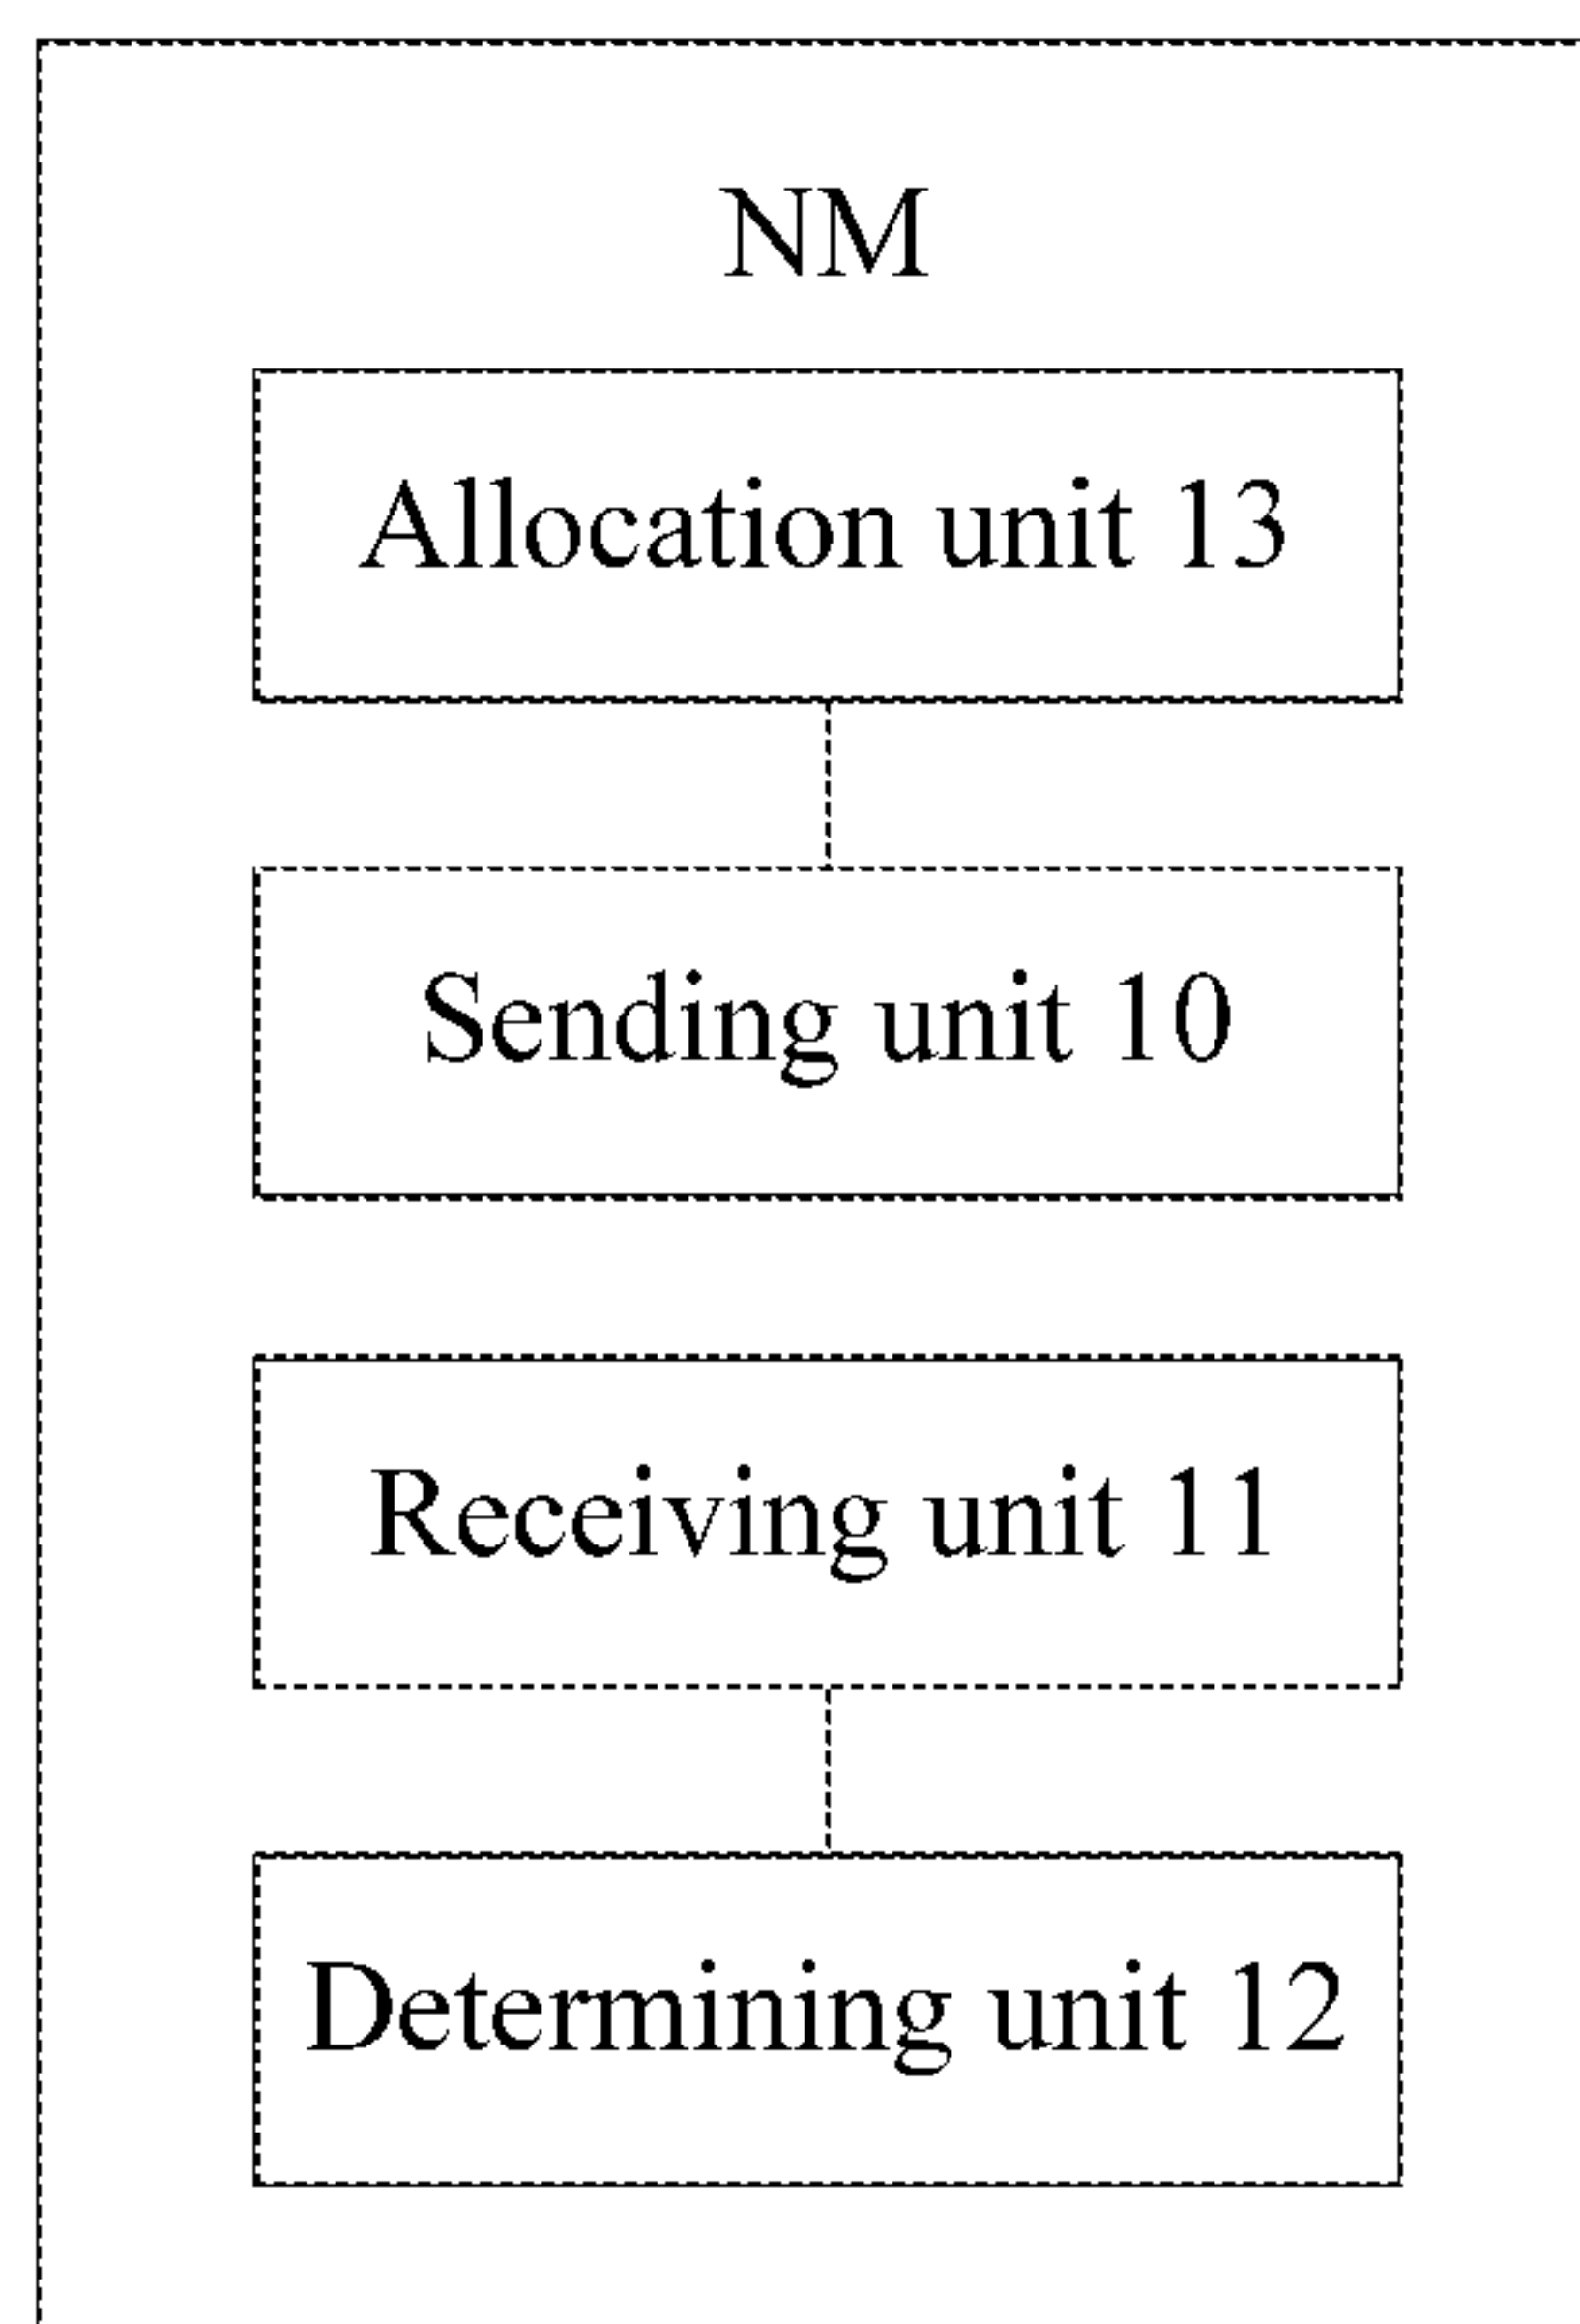 NM
Allocation unit 13
Sending unit 10
Receiving unit 11
Determining unit 12